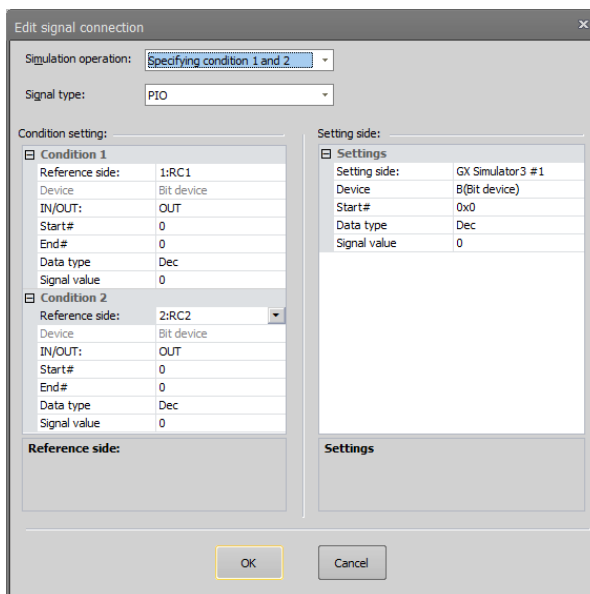 Edit signal connection
Simulation operation: Specifying condition 1 and 2
Signal type: PIO
Condition setting:
Condition 1
Reference side: 1:RC1
Device Bit device
IN/OUT: OUT
Start# 0
End# 0
Data type Dec
Signal value 0
Condition 2
Reference side: 2:RC2
Device Bit device
IN/OUT: OUT
Start# 0
End# 0
Data type Dec
Signal value 0
Reference side:
Setting side:
Settings
Setting side: GX Simulator3 #1
Device B(Bit device)
Start# 0x0
Data type Dec
Signal value 0
Settings
OK
Cancel